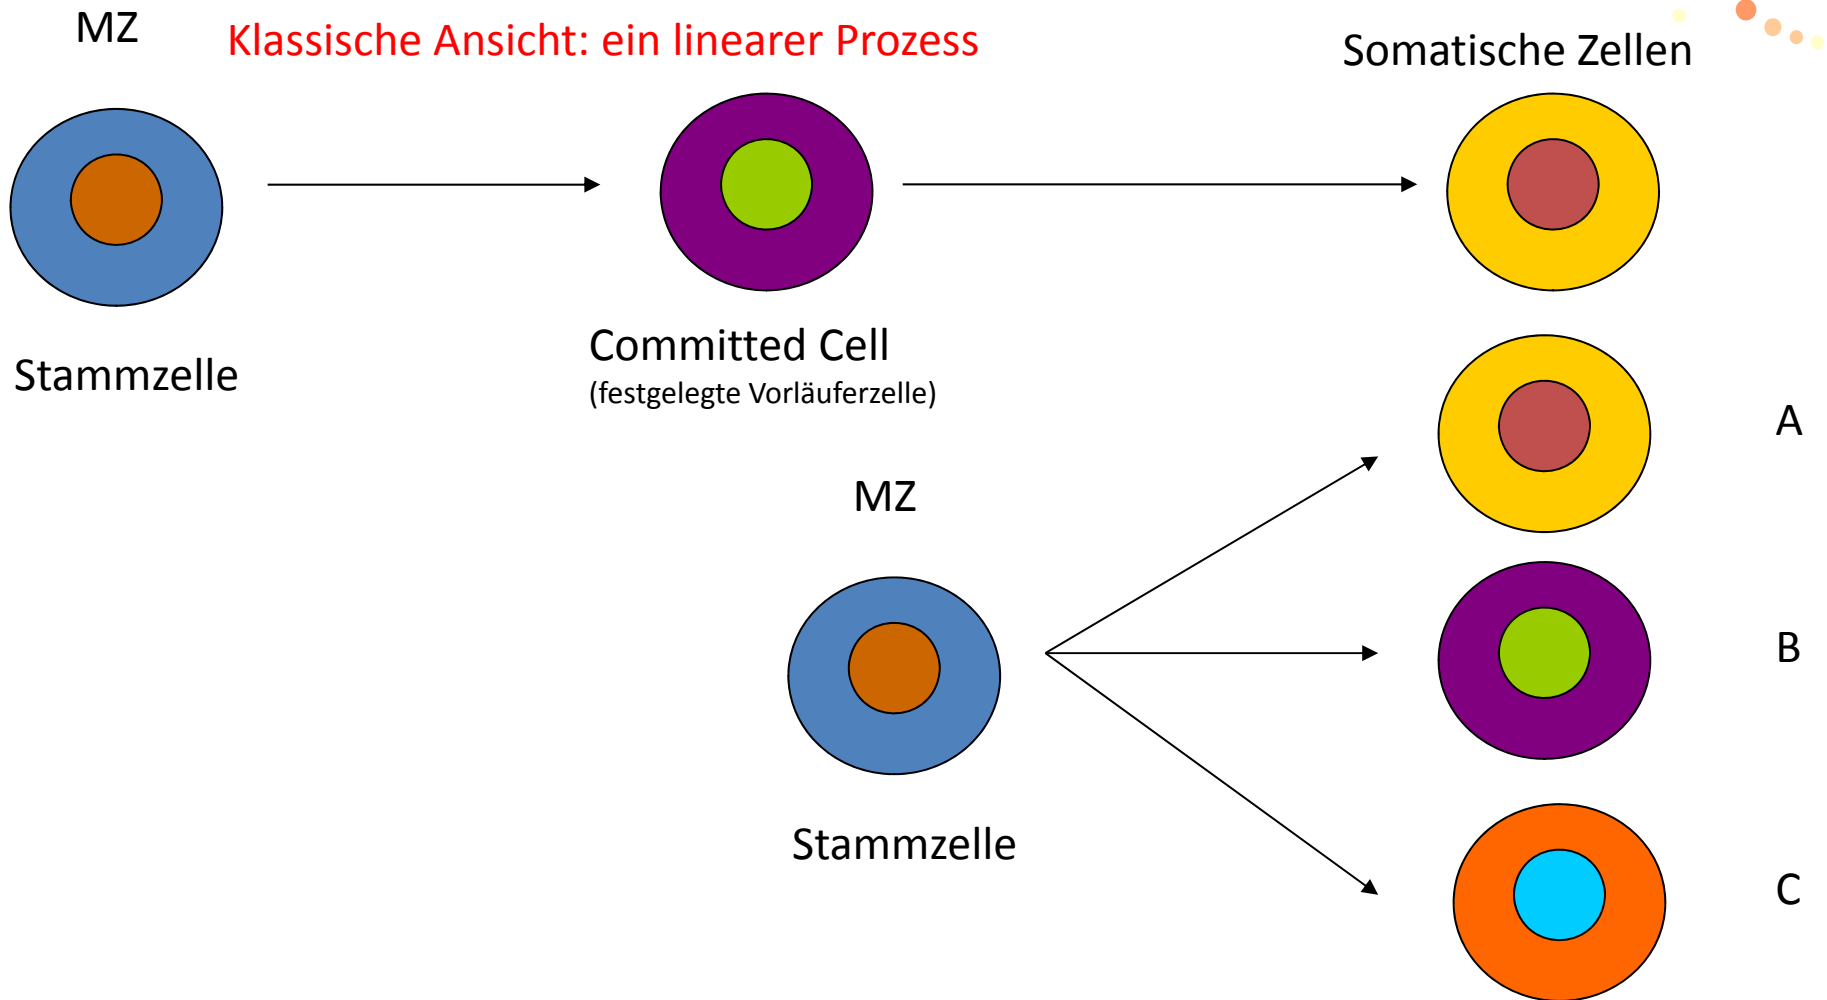 MZ
Klassische Ansicht: ein linearer Prozess
Somatische Zellen
Stammzelle
Committed Cell
(festgelegte Vorläuferzelle)
A
MZ
B
Stammzelle
C